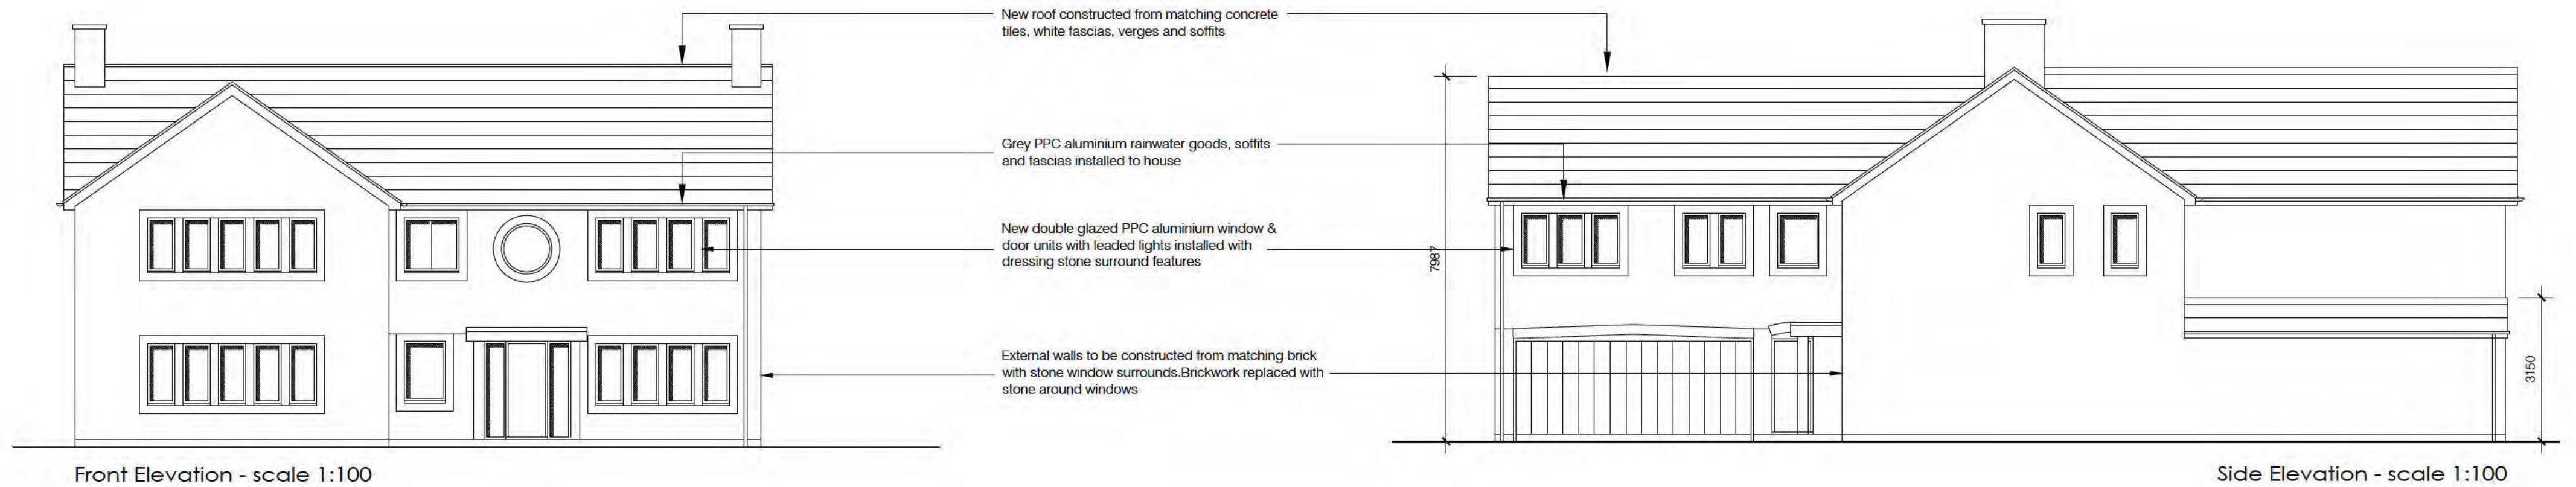 New roof constructed from matching concrete
tiles, white fascias, verges and soffits
Grey PPC aluminium rainwater goods, soffits
and fascias installed to house
New double glazed PPC aluminium window &
door units with leaded lights installed with
dressing stone surround features
7987
External walls to be constructed from matching brick
with stone window surrounds.Brickwork replaced with
stone around windows
3150
Front Elevation - scale 1:100
Side Elevation - scale 1:100